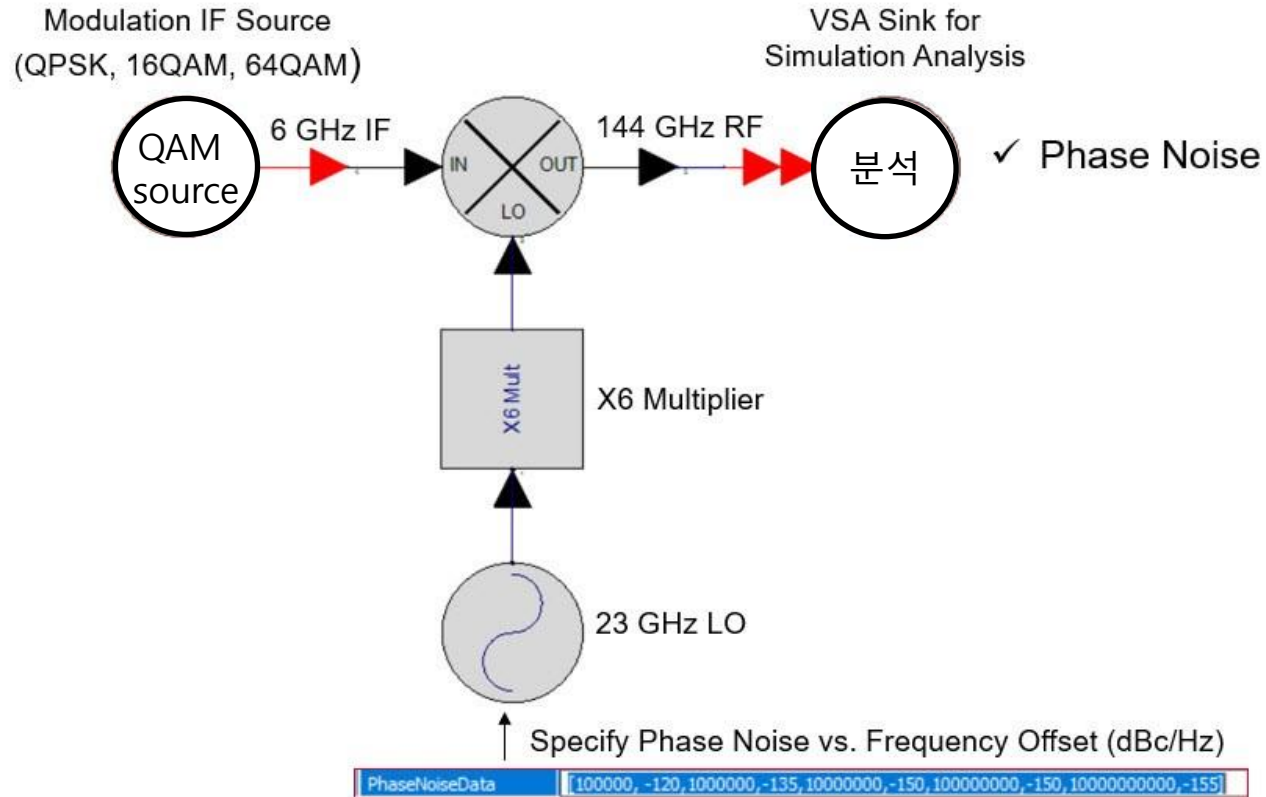 Modulation IF Source
(QPSK, 16QAM, 64QAM)
VSA Sink for
Simulation Analysis
QAM
source
6 GHz IF
IN
OUT
LO
144 GHz RF
분석
✓ Phase Noise
X6 Mult
X6 Multiplier
23 GHz LO
Specify Phase Noise vs. Frequency Offset (dBc/Hz)
PhaseNoiseData [100000, -120,1000000,-135,10000000,-150,100000000,-150,10000000000,-155]